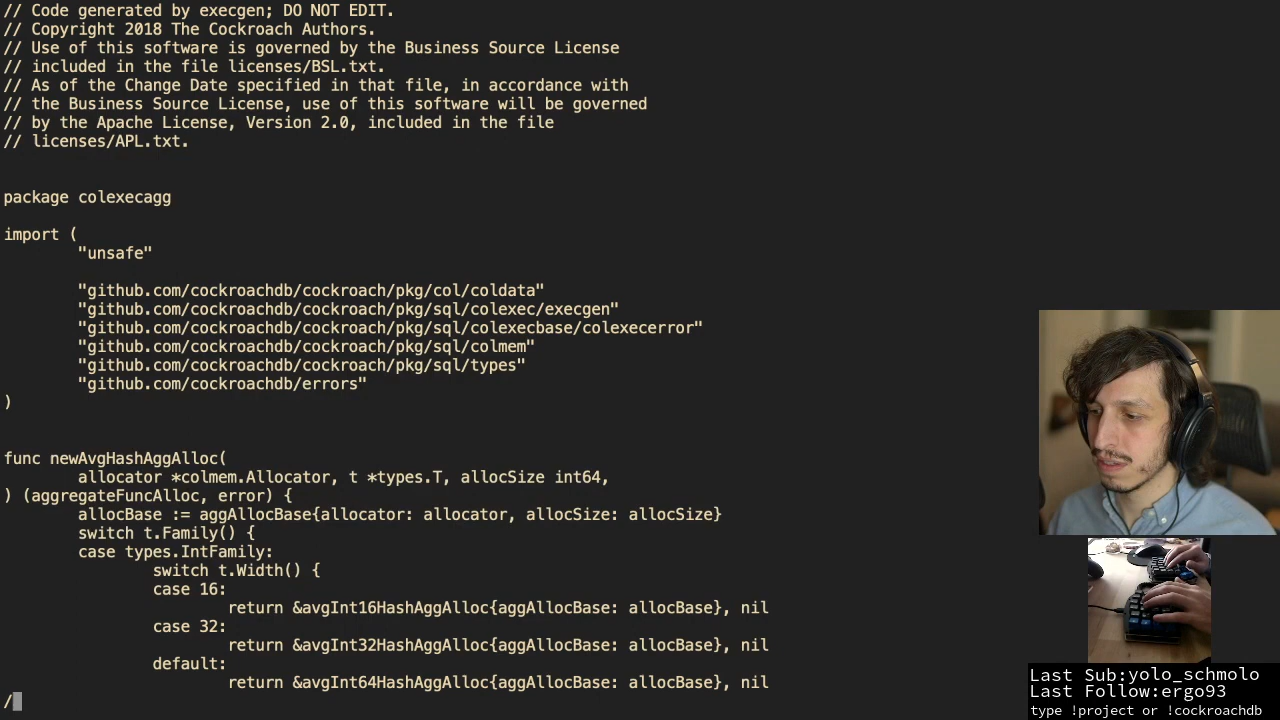 // Code generated by execgen; DO NOT EDIT.
// Copyright 2018 The Cockroach Authors.
// Use of this software is governed by the Business Source License
// included in the file licenses/BSL.txt.
// As of the Change Date specified in that file, in accordance with
// the Business Source License, use of this software will be governed
// by the Apache License, Version 2.0, included in the file
// licenses/APL.txt.
package colexecagg
import (
"unsafe"
"github.com/cockroachdb/cockroach/pkg/col/coldata"
"github.com/cockroachdb/cockroach/pkg/sql/colexec/execgen"
"github.com/cockroachdb/cockroach/pkg/sql/colexecbase/colexecerror"
"github.com/cockroachdb/cockroach/pkg/sql/colmem"
"github.com/cockroachdb/cockroach/pkg/sql/types"
"github.com/cockroachdb/errors"
)
func newAvgHashAggAlloc(
allocator *colmem.Allocator, t *types.T, allocSize int64,
) (aggregateFuncAlloc, error) {
allocBase := aggAllocBase{allocator: allocator, allocSize: allocSize}
switch t.Family() {
case types.IntFamily:
switch t.Width() {
case 16:
return &avgInt16HashAggAlloc{aggAllocBase: allocBase}, nil
case 32:
return &avgInt32HashAggAlloc{aggAllocBase: allocBase}, nil
default:
return &avgInt64HashAggAlloc{aggAllocBase: allocBase}, nil
/
Last Sub:yolo_schmolo
Last Follow:ergo93
type !project or !cockroachdb